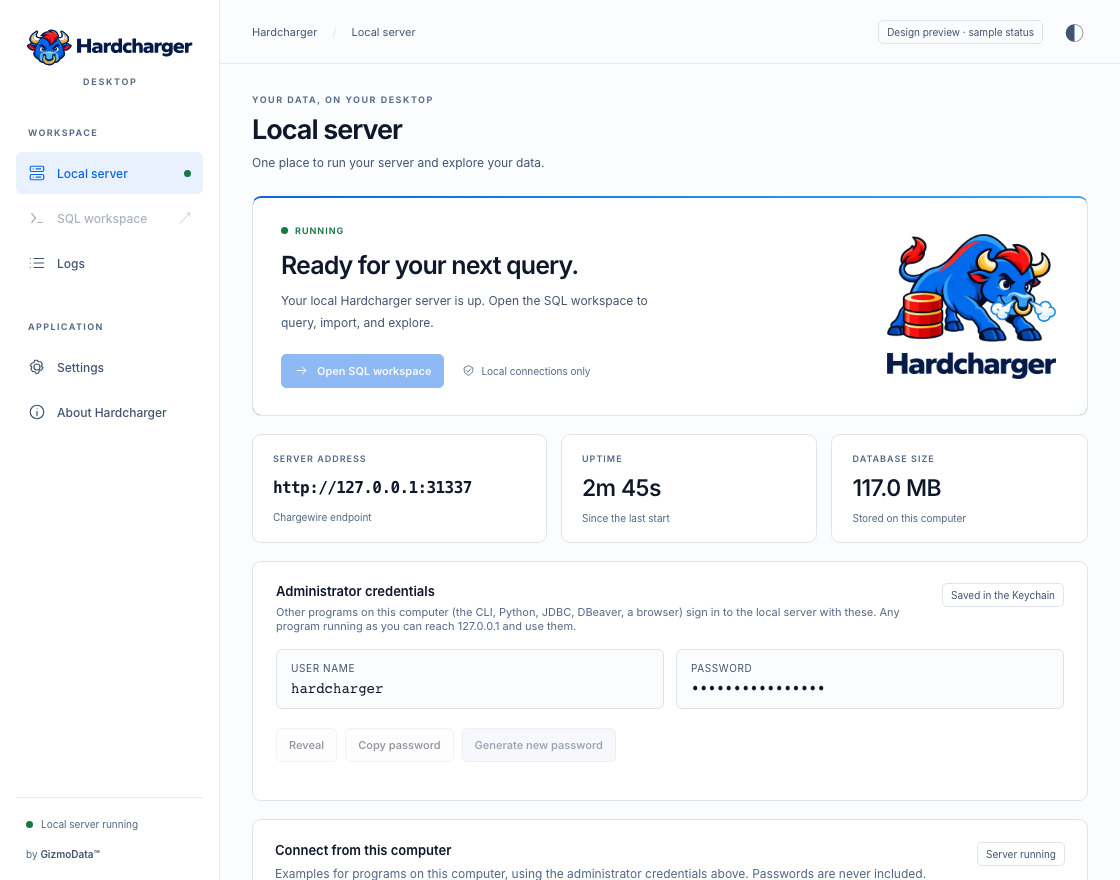 Hardcharger
DESKTOP
WORKSPACE
Local server
SQL workspace
Logs
APPLICATION
Settings
About Hardcharger
Local server running
by GizmoData™
Hardcharger / Local server
Design preview · sample status
YOUR DATA, ON YOUR DESKTOP
Local server
One place to run your server and explore your data.
RUNNING
Ready for your next query.
Your local Hardcharger server is up. Open the SQL workspace to
query, import, and explore.
Open SQL workspace
Local connections only
Hardcharger
SERVER ADDRESS
http://127.0.0.1:31337
Chargewire endpoint
UPTIME
2m 45s
Since the last start
DATABASE SIZE
117.0 MB
Stored on this computer
Administrator credentials
Other programs on this computer (the CLI, Python, JDBC, DBeaver, a browser) sign in to the local server with these. Any
program running as you can reach 127.0.0.1 and use them.
Saved in the Keychain
USER NAME
hardcharger
PASSWORD
••••••••••••••••
Reveal
Copy password
Generate new password
Connect from this computer
Server running
Examples for programs on this computer, using the administrator credentials above. Passwords are never included.